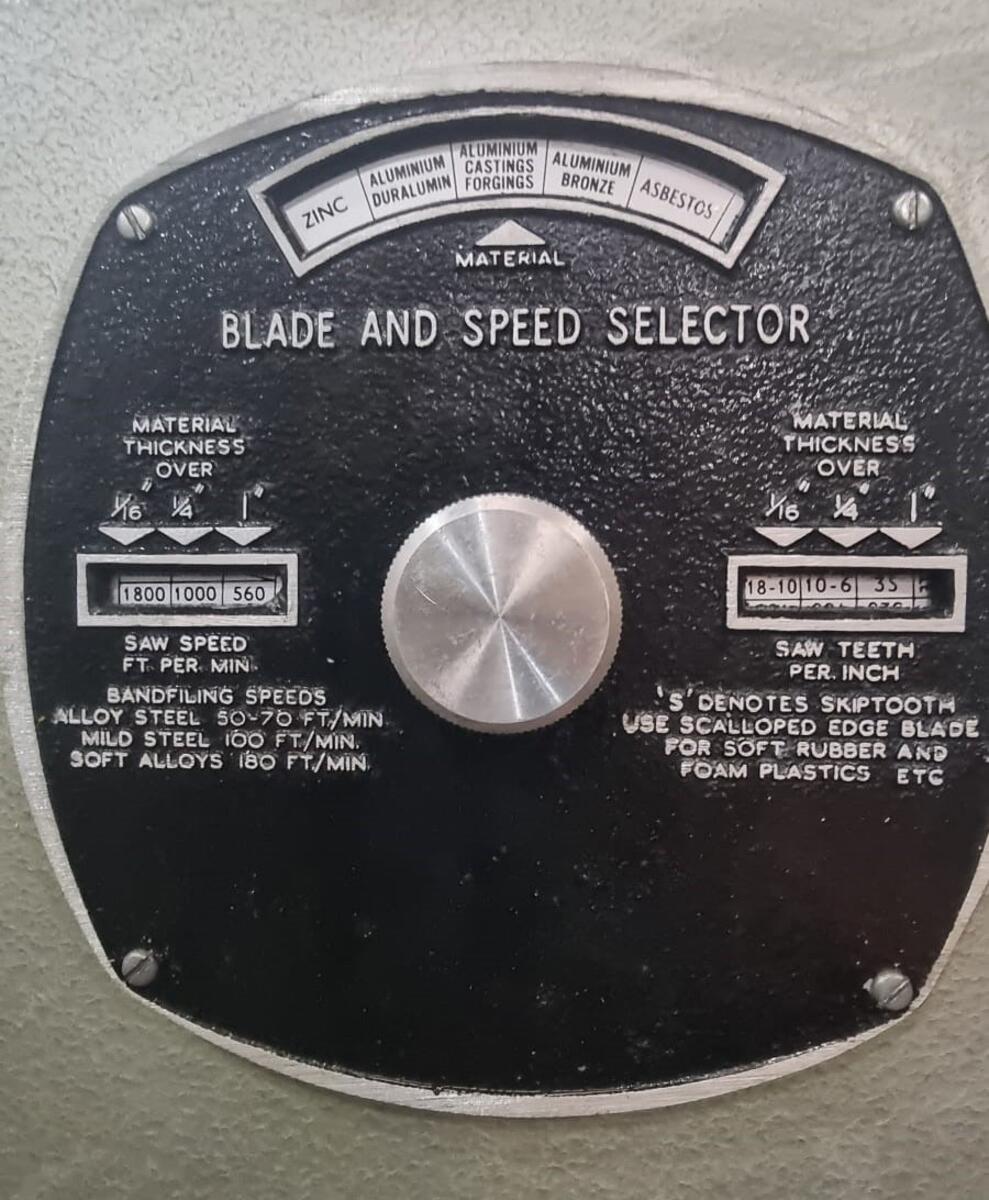 ZINC
ALUMINIUM
DURALUMIN
ALUMINIUM
CASTINGS
FORGINGS
ALUMINIUM
BRONZE
ASBESTOS
MATERIAL
BLADE AND SPEED SELECTOR
MATERIAL
THICKNESS
OVER
1/16" 1/4" 1"
1800 1000 560
SAW SPEED
FT. PER. MIN.
BANDFILING SPEEDS
ALLOY STEEL 50-70 FT./MIN.
MILD STEEL 100 FT./MIN.
SOFT ALLOYS 180 FT./MIN.
MATERIAL
THICKNESS
OVER
1/16" 1/4" 1"
18-10 10-6 3S
SAW TEETH
PER. INCH
'S' DENOTES SKIPTOOTH
USE SCALLOPED EDGE BLADE
FOR SOFT RUBBER AND
FOAM PLASTICS ETC